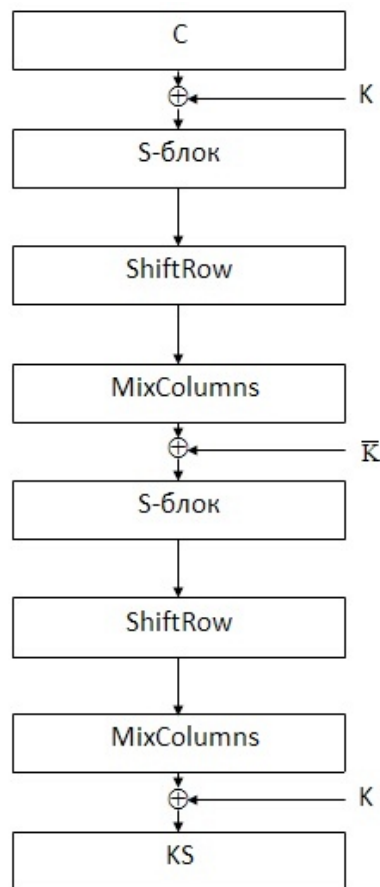 C
K
S-блок
ShiftRow
MixColumns
K̅
S-блок
ShiftRow
MixColumns
K
KS